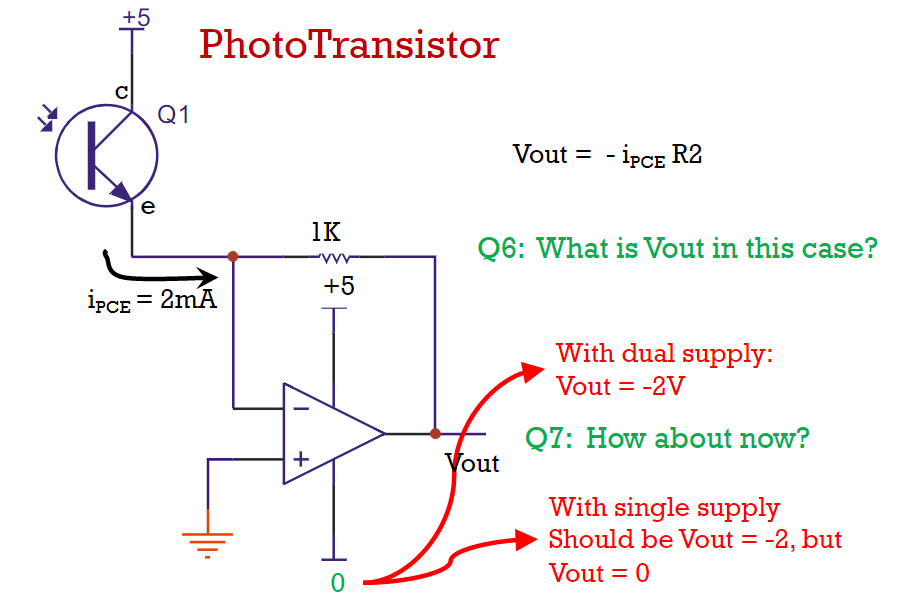 +5
PhotoTransistor
c
Q1
Vout = - iPCE R2
e
1K
Q6: What is Vout in this case?
+5
iPCE = 2mA
With dual supply:
Vout = -2V
−
Q7: How about now?
+
Vout
With single supply
Should be Vout = -2, but
Vout = 0
0